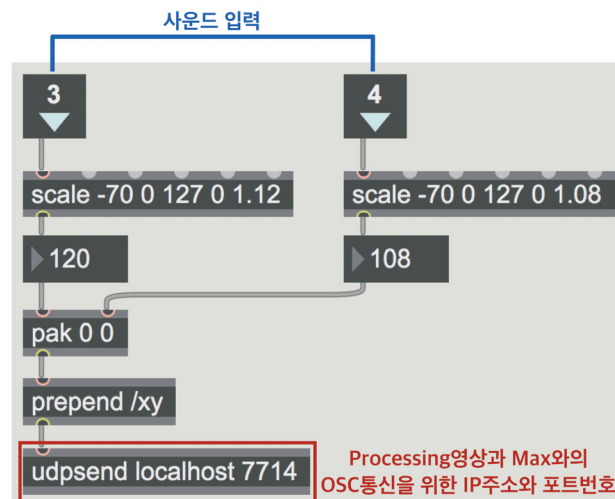 사운드 입력
3
4
scale -70 0 127 0 1.12
scale -70 0 127 0 1.08
120
108
pak 0 0
prepend /xy
udpsend localhost 7714
Processing영상과 Max와의
OSC통신을 위한 IP주소와 포트번호